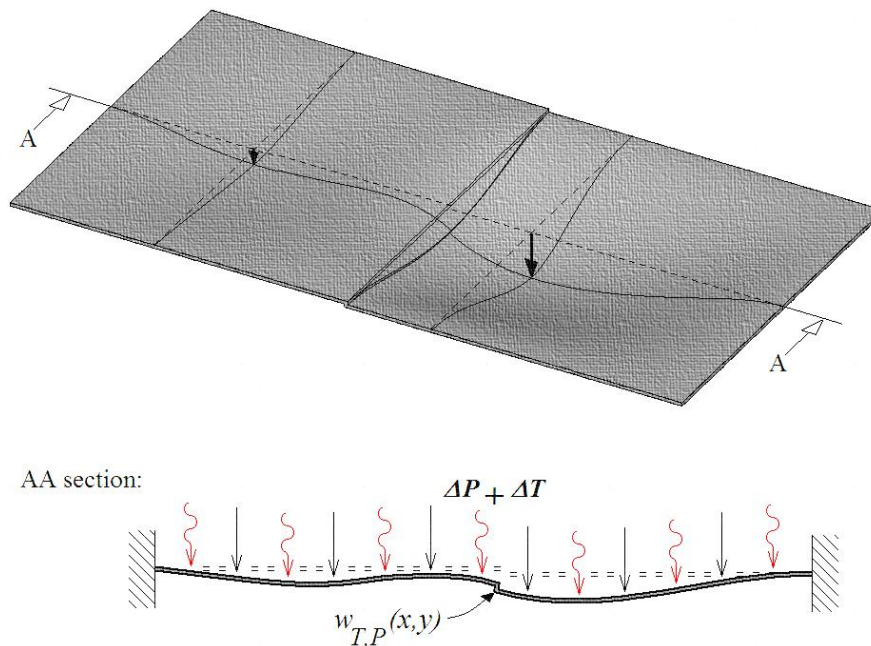 A
A
AA section:
ΔP + ΔT
w_{T,P}(x,y)